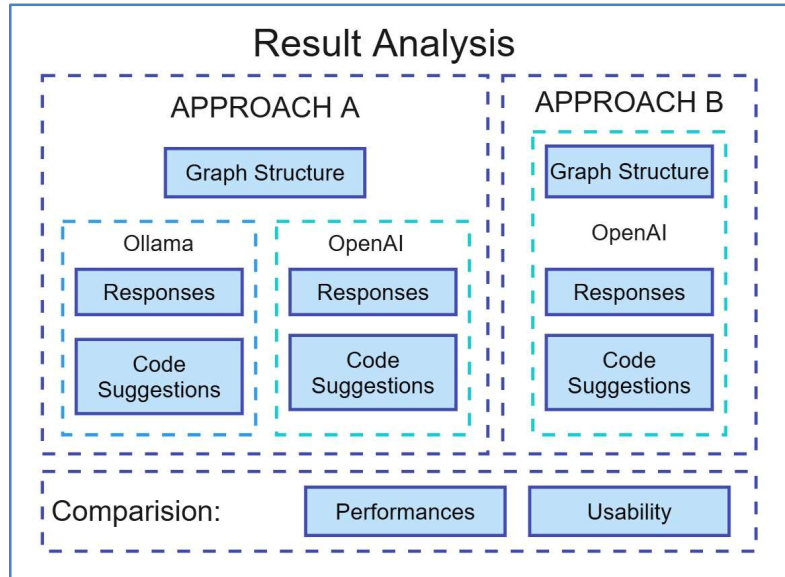 Result Analysis
APPROACH A
Graph Structure
Ollama
Responses
Code
Suggestions
OpenAI
Responses
Code
Suggestions
APPROACH B
Graph Structure
OpenAI
Responses
Code
Suggestions
Comparision:
Performances
Usability